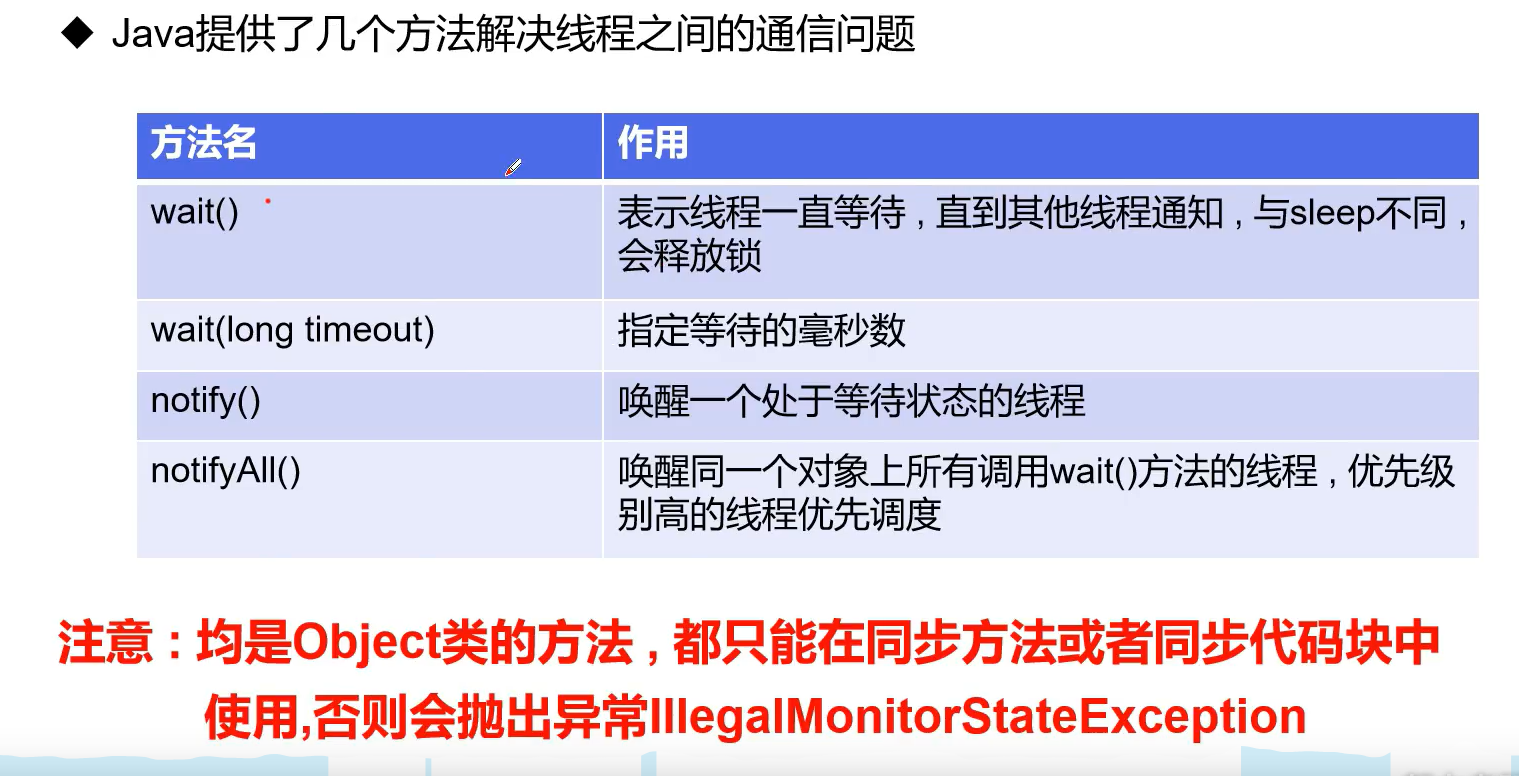 Java提供了几个方法解决线程之间的通信问题
方法名
作用
wait()
表示线程一直等待,直到其他线程通知,与sleep不同,
会释放锁
wait(long timeout)
指定等待的毫秒数
notify()
唤醒一个处于等待状态的线程
notifyAll()
唤醒同一个对象上所有调用wait()方法的线程,优先级
别高的线程优先调度
注意:均是Object类的方法,都只能在同步方法或者同步代码块中
使用,否则会抛出异常IllegalMonitorStateException